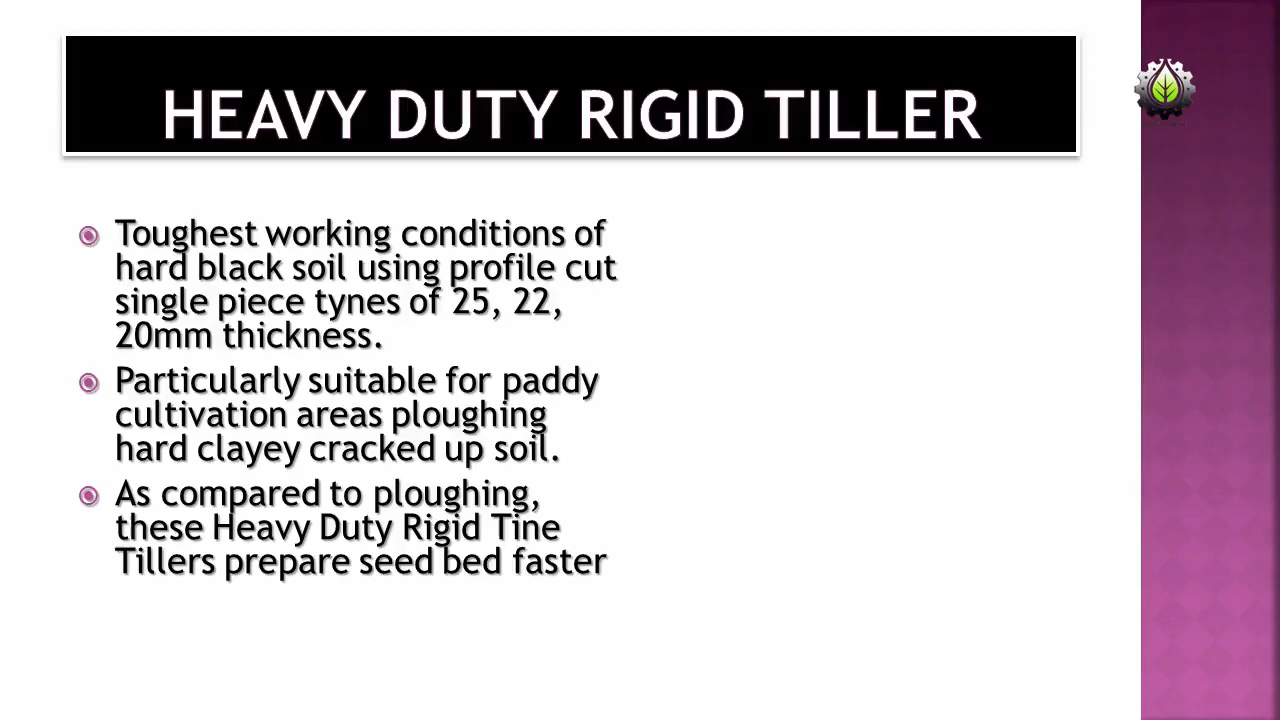 HEAVY DUTY RIGID TILLER
Toughest working conditions of
hard black soil using profile cut
single piece tynes of 25, 22,
20mm thickness.
Particularly suitable for paddy
cultivation areas ploughing
hard clayey cracked up soil.
As compared to ploughing,
these Heavy Duty Rigid Tine
Tillers prepare seed bed faster